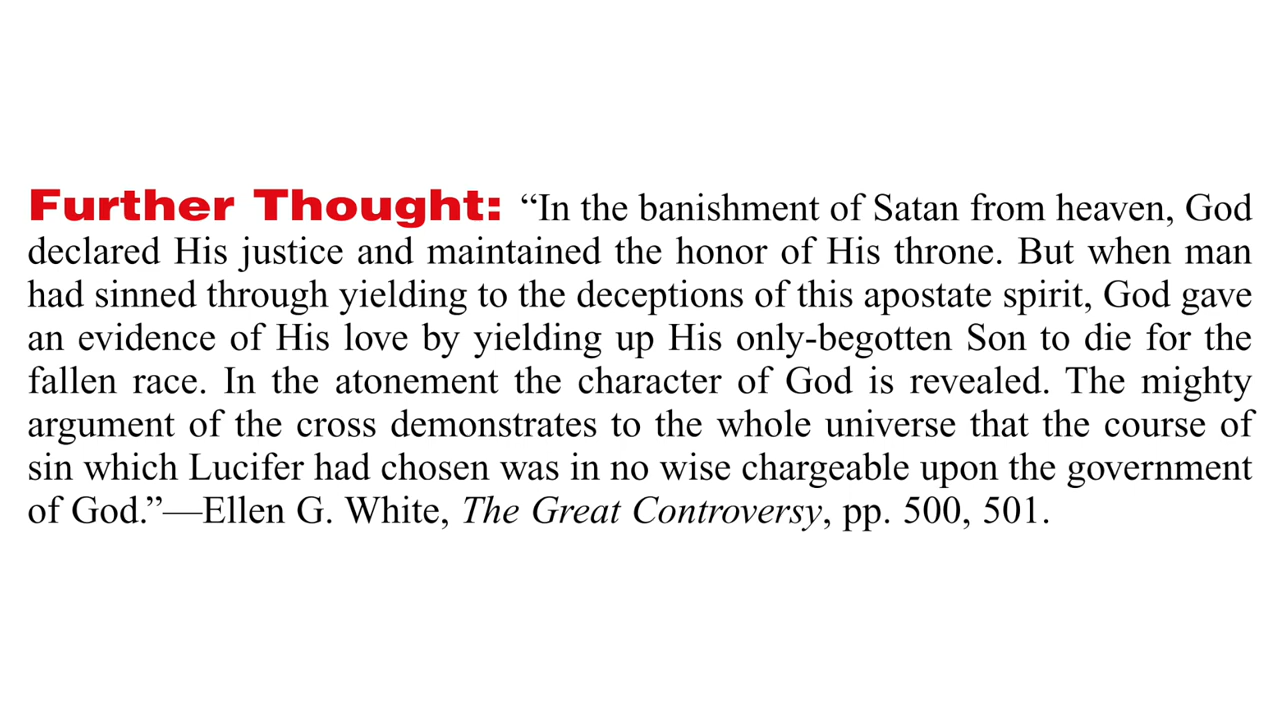 Further Thought: “In the banishment of Satan from heaven, God
declared His justice and maintained the honor of His throne. But when man
had sinned through yielding to the deceptions of this apostate spirit, God gave
an evidence of His love by yielding up His only-begotten Son to die for the
fallen race. In the atonement the character of God is revealed. The mighty
argument of the cross demonstrates to the whole universe that the course of
sin which Lucifer had chosen was in no wise chargeable upon the government
of God.”—Ellen G. White, The Great Controversy, pp. 500, 501.